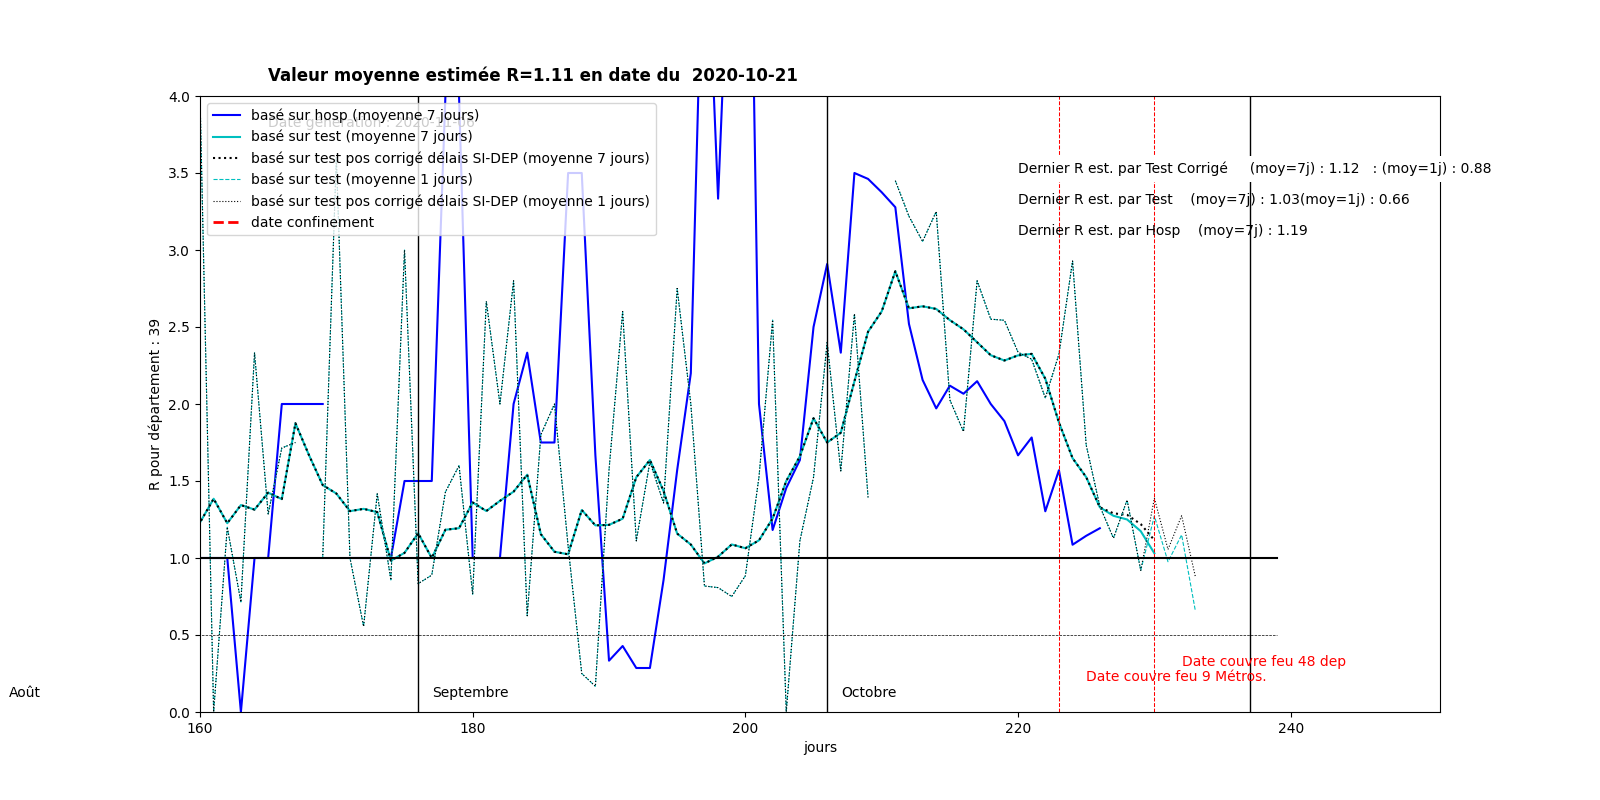 Valeur moyenne estimée R=1.11 en date du  2020-10-21
4.0
3.5
3.0
2.5
2.0
1.5
1.0
0.5
0.0
R pour département : 39
basé sur hosp (moyenne 7 jours)
basé sur test (moyenne 7 jours)
basé sur test pos corrigé délais SI-DEP (moyenne 7 jours)
basé sur test (moyenne 1 jours)
basé sur test pos corrigé délais SI-DEP (moyenne 1 jours)
date confinement
Dernier R est. par Test Corrigé (moy=7j) : 1.12 : (moy=1j) : 0.88
Dernier R est. par Test (moy=7j) : 1.03(moy=1j) : 0.66
Dernier R est. par Hosp (moy=7j) : 1.19
Date couvre feu 48 dep
Date couvre feu 9 Métros.
Août
Septembre
Octobre
160
180
200
220
240
jours